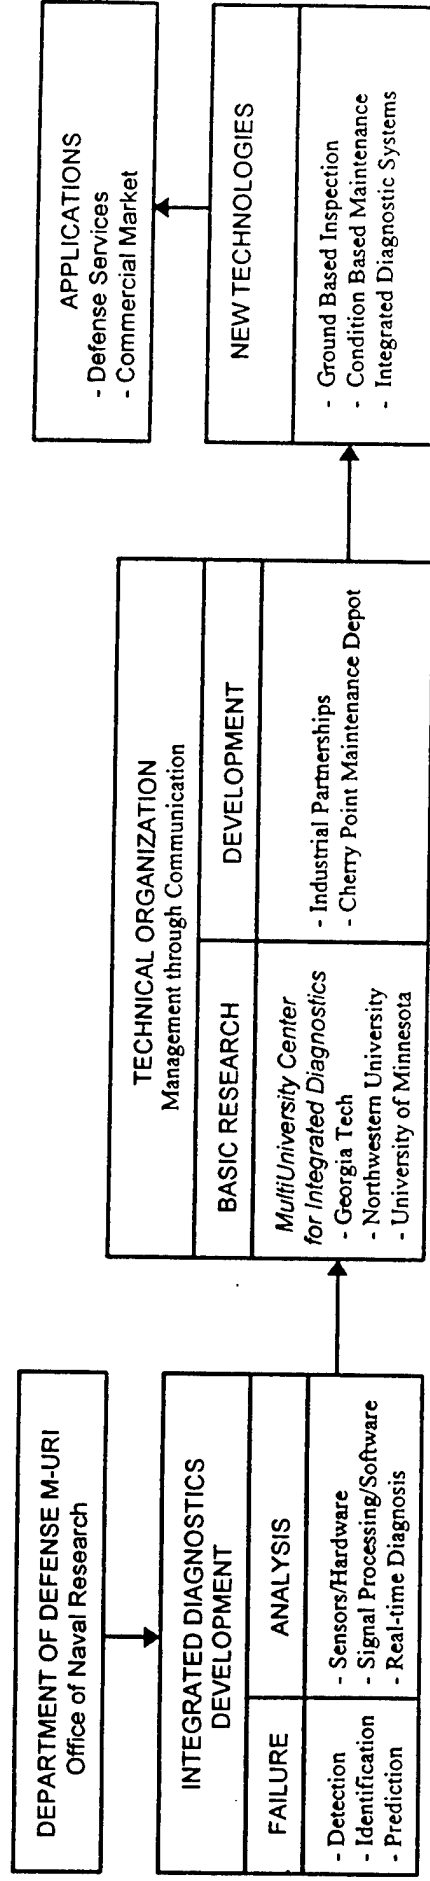 DEPARTMENT OF DEFENSE M-URI
Office of Naval Research
INTEGRATED DIAGNOSTICS
DEVELOPMENT
FAILURE
ANALYSIS
- Detection
- Identification
- Prediction
- Sensors/Hardware
- Signal Processing/Software
- Real-time Diagnosis
TECHNICAL ORGANIZATION
Management through Communication
BASIC RESEARCH
DEVELOPMENT
MultiUniversity Center
for Integrated Diagnostics
- Georgia Tech
- Northwestern University
- University of Minnesota
- Industrial Partnerships
- Cherry Point Maintenance Depot
APPLICATIONS
- Defense Services
- Commercial Market
NEW TECHNOLOGIES
- Ground Based Inspection
- Condition Based Maintenance
- Integrated Diagnostic Systems